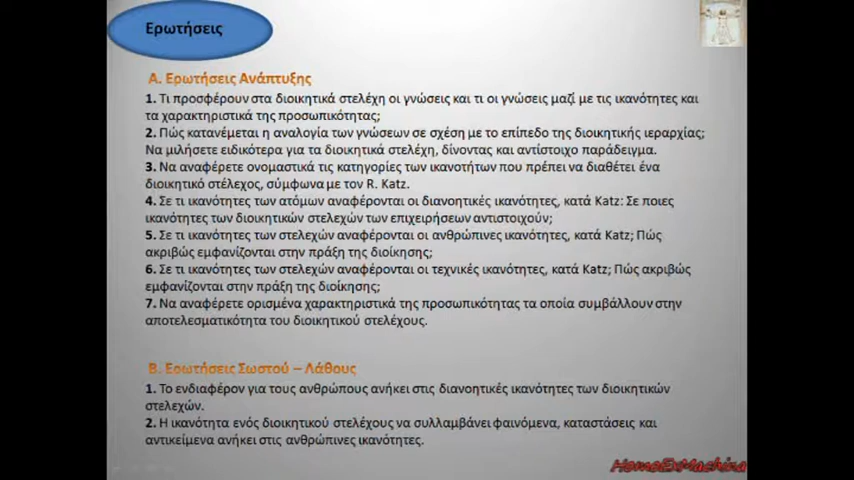 Ερωτήσεις
Α. Ερωτήσεις Ανάπτυξης
1. Τι προσφέρουν στα διοικητικά στελέχη οι γνώσεις και τι οι γνώσεις μαζί με τις ικανότητες και
τα χαρακτηριστικά της προσωπικότητας;
2. Πώς κατανέμεται η αναλογία των γνώσεων σε σχέση με το επίπεδο της διοικητικής ιεραρχίας;
Να μιλήσετε ειδικότερα για τα διοικητικά στελέχη, δίνοντας και αντίστοιχο παράδειγμα.
3. Να αναφέρετε ονομαστικά τις κατηγορίες των ικανοτήτων που πρέπει να διαθέτει ένα
διοικητικό στέλεχος, σύμφωνα με τον R. Katz.
4. Σε τι ικανότητες των ατόμων αναφέρονται οι διανοητικές ικανότητες, κατά Katz: Σε ποιες
ικανότητες των διοικητικών στελεχών των επιχειρήσεων αντιστοιχούν;
5. Σε τι ικανότητες των στελεχών αναφέρονται οι ανθρώπινες ικανότητες, κατά Katz; Πώς
ακριβώς εμφανίζονται στην πράξη της διοίκησης;
6. Σε τι ικανότητες των στελεχών αναφέρονται οι τεχνικές ικανότητες, κατά Katz; Πώς ακριβώς
εμφανίζονται στην πράξη της διοίκησης;
7. Να αναφέρετε ορισμένα χαρακτηριστικά της προσωπικότητας τα οποία συμβάλλουν στην
αποτελεσματικότητα του διοικητικού στελέχους.
Β. Ερωτήσεις Σωστού – Λάθους
1. Το ενδιαφέρον για τους ανθρώπους ανήκει στις διανοητικές ικανότητες των διοικητικών
στελεχών.
2. Η ικανότητα ενός διοικητικού στελέχους να συλλαμβάνει φαινόμενα, καταστάσεις και
αντικείμενα ανήκει στις ανθρώπινες ικανότητες.
HomoExMachina